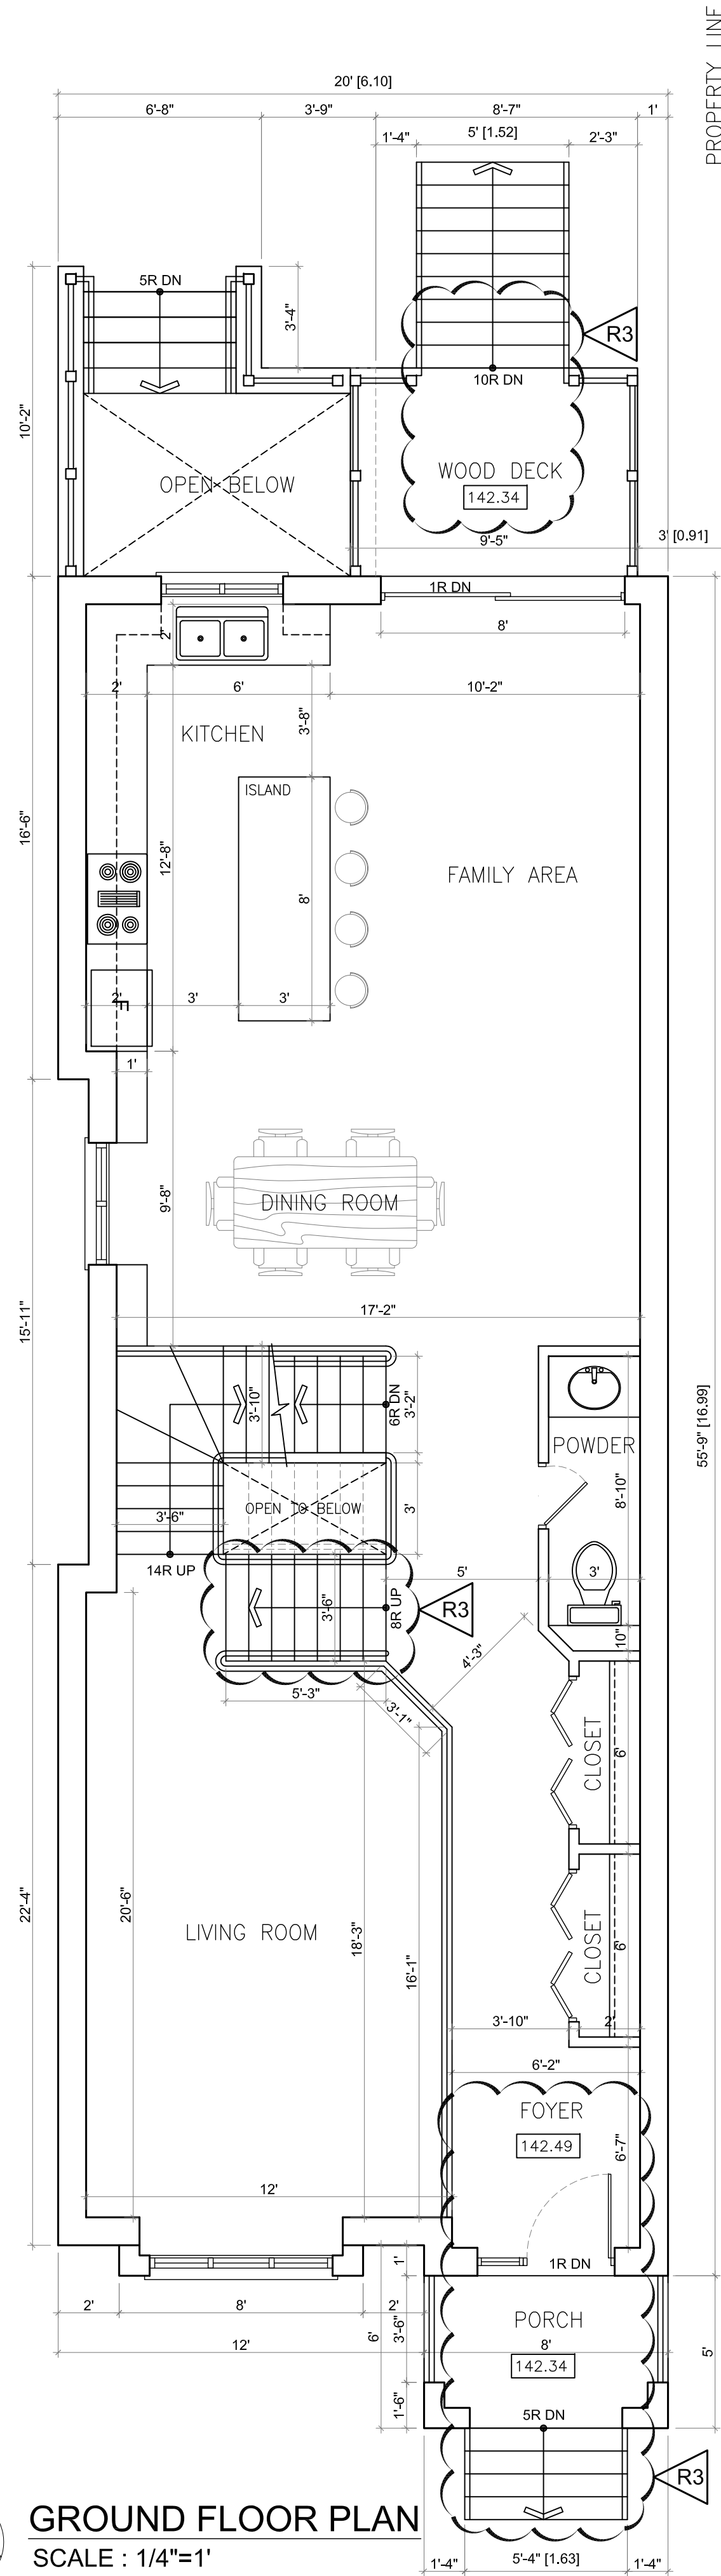 PROPERTY LINE
20' [6.10]
6'-8"
3'-9"
8'-7"
1'
1'-4"
5' [1.52]
2'-3"
5R DN
3'-4"
R3
10R DN
10'-2"
OPEN BELOW
WOOD DECK
142.34
9'-5"
3' [0.91]
1R DN
2'
8'
2'
6'
10'-2"
KITCHEN
3'-8"
ISLAND
16'-6"
12'-8"
FAMILY AREA
8'
2'
F
3'
3'
1'
DINING ROOM
9'-8"
17'-2"
15'-11"
55'-9" [16.99]
3'-10"
6R DN
3'-2"
POWDER
8'-10"
OPEN TO BELOW
3'-6"
3'
14R UP
5'
3'
3'-6"
8R UP
R3
10"
4'-3"
5'-3"
3'-1"
CLOSET
6'
22'-4"
20'-6"
LIVING ROOM
18'-3"
16'-1"
CLOSET
6'
3'-10"
2'
6'-2"
FOYER
142.49
6'-7"
12'
1R DN
1'
2'
8'
2'
PORCH
12'
6'
3'-6"
8'
142.34
5'
1'-6"
5R DN
R3
GROUND FLOOR PLAN
SCALE : 1/4"=1'
1'-4"
5'-4" [1.63]
1'-4"